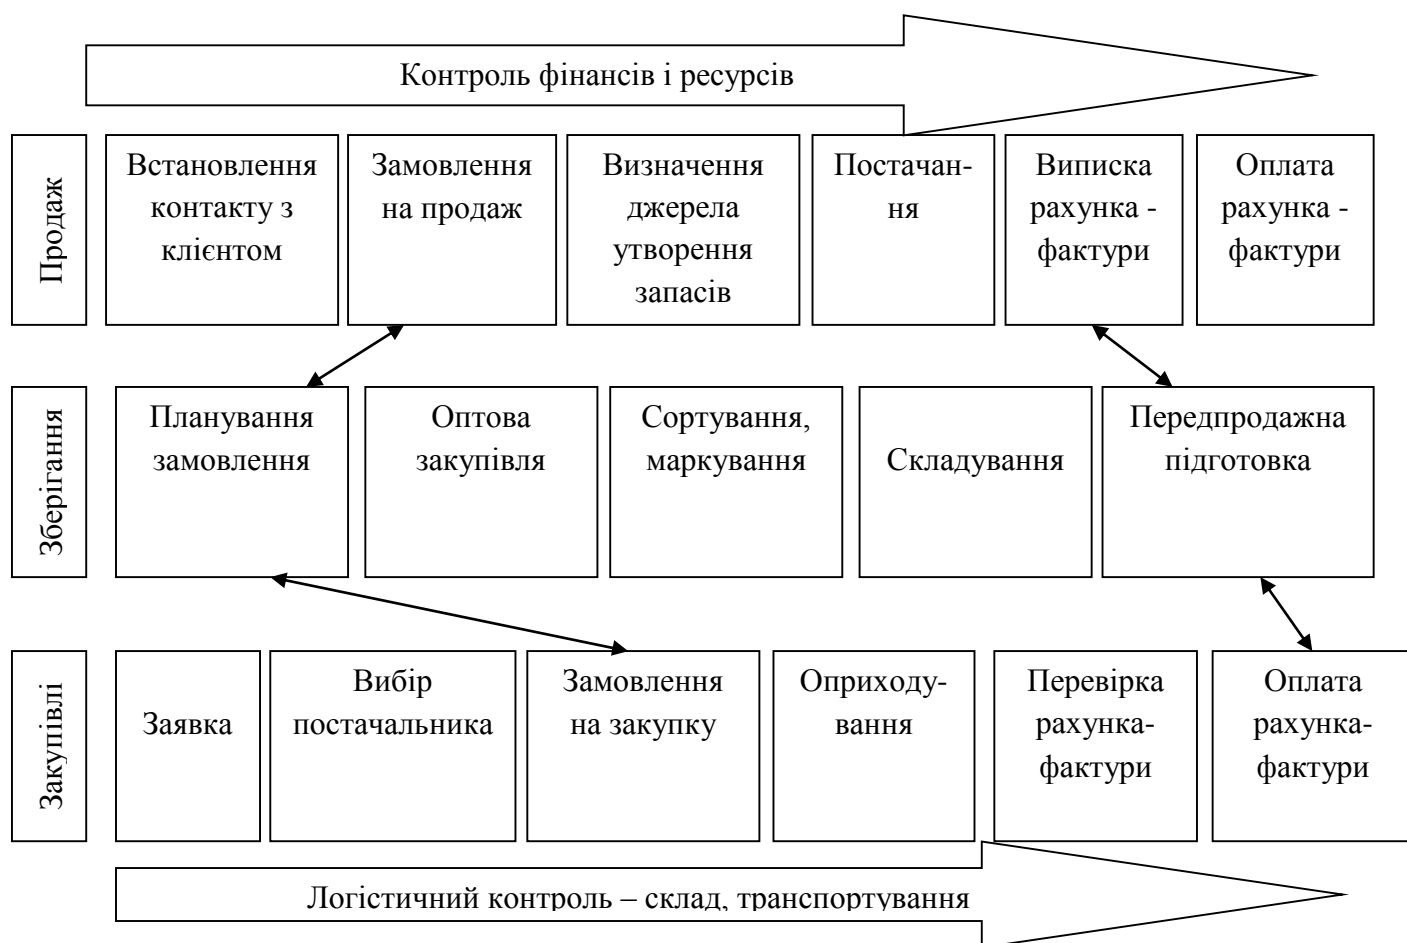 Контроль фінансів і ресурсів
Продаж
Встановлення
контакту з
клієнтом
Замовлення
на продаж
Визначення
джерела
утворення
запасів
Постачан-
ня
Виписка
рахунка -
фактури
Оплата
рахунка -
фактури
Зберігання
Планування
замовлення
Оптова
закупівля
Сортування,
маркування
Складування
Передпродажна
підготовка
Закупівлі
Заявка
Вибір
постачальника
Замовлення
на закупку
Оприходу-
вання
Перевірка
рахунка-
фактури
Оплата
рахунка-
фактури
Логістичний контроль – склад, транспортування